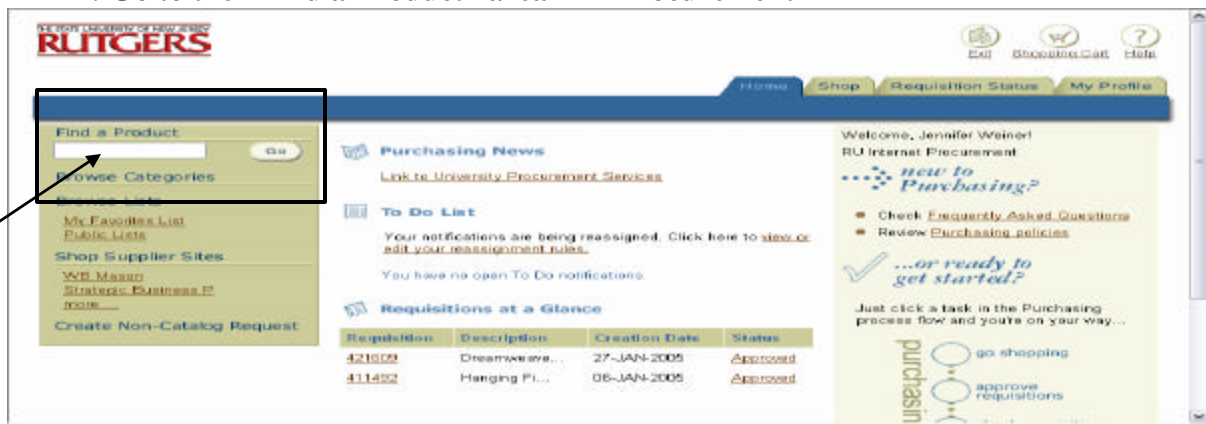 THE STATE UNIVERSITY OF NEW JERSEY
RUTGERS
Exit Shopping Cart Help
Home Shop Requisition Status My Profile
Find a Product
Go
Browse Categories
Browse Lists
My Favorites List
Public Lists
Shop Supplier Sites
WB Mason
Strategic Business P
more...
Create Non-Catalog Request
Purchasing News
Link to University Procurement Services
To Do List
Your notifications are being reassigned. Click here to view or
edit your reassignment rules.
You have no open To Do notifications.
Requisitions at a Glance
Requisition Description Creation Date Status
421609 Dreamweave... 27-JAN-2005 Approved
411492 Hanging Fi... 06-JAN-2005 Approved
Welcome, Jennifer Weiner!
RU Internet Procurement
new to
Purchasing?
Check Frequently Asked Questions
Review Purchasing policies
...or ready to
get started?
Just click a task in the Purchasing
process flow and you're on your way...
purchasin
go shopping
approve
requisitions